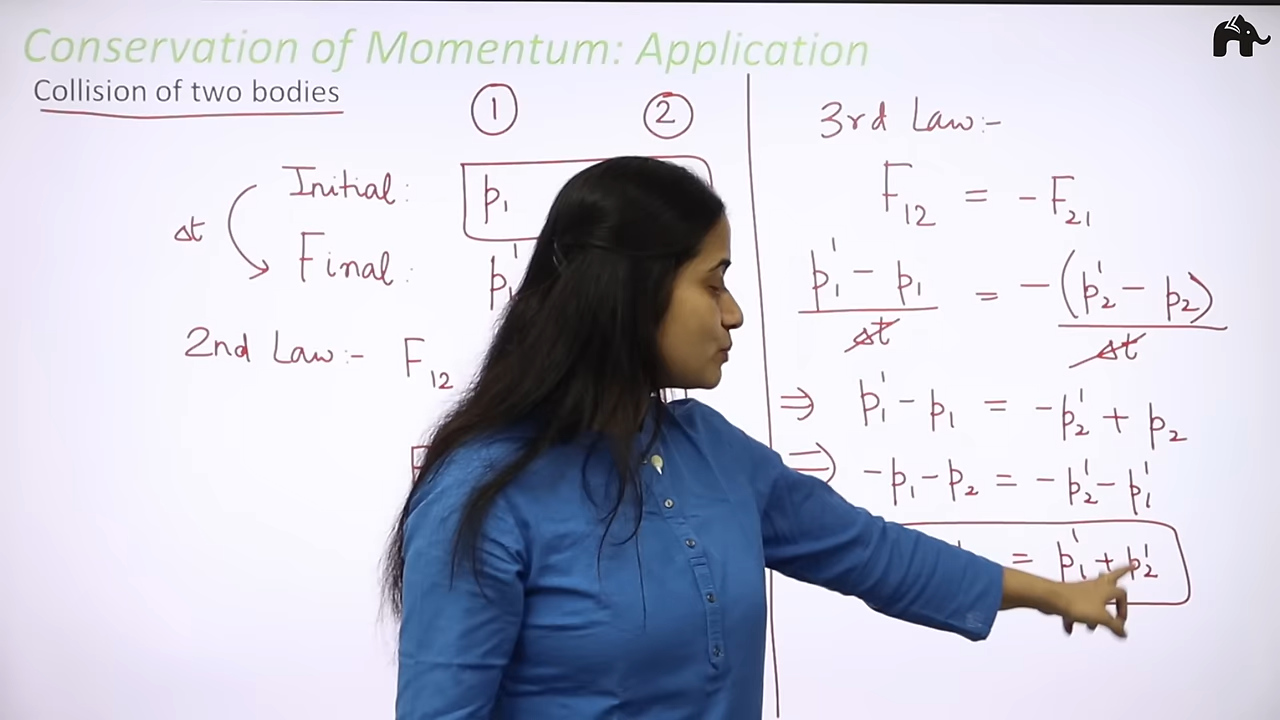 Conservation of Momentum: Application
Collision of two bodies
1 2
Initial: p₁
Δt
Final: p₁'
2nd Law:- F₁₂
3rd Law:-
F₁₂ = -F₂₁
p₁' - p₁ = -(p₂' - p₂)
Δt Δt
⇒ p₁' - p₁ = -p₂' + p₂
⇒ -p₁ - p₂ = -p₂' - p₁'
= p₁' + p₂'